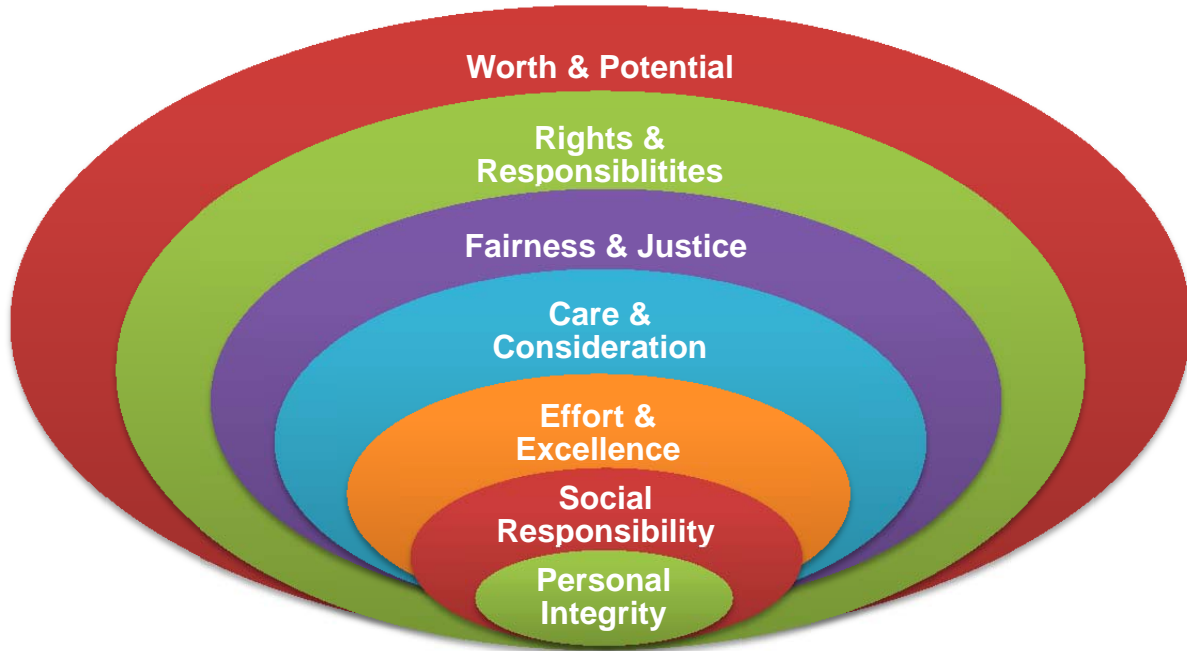 Worth & Potential
Rights &
Responsiblitites
Fairness & Justice
Care &
Consideration
Effort &
Excellence
Social
Responsibility
Personal
Integrity